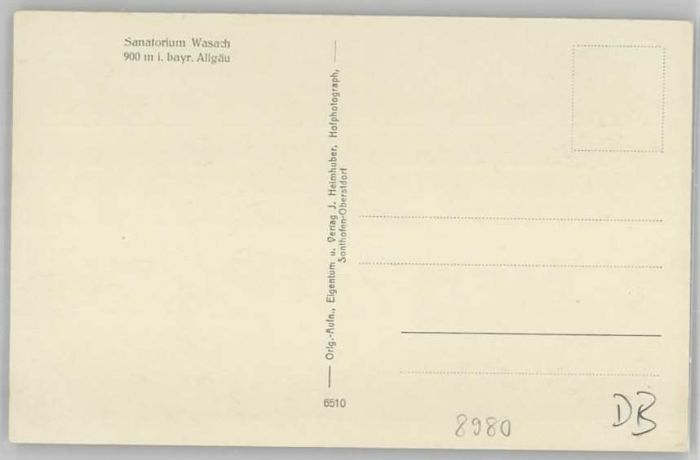 Sanatorium Wasach
900 m i. bayr. Allgäu
Orig.-Aufn., Eigentum u. Verlag J. Heimhuber, Hofphotograph,
Sonthofen-Oberstdorf
6510
8980
DB